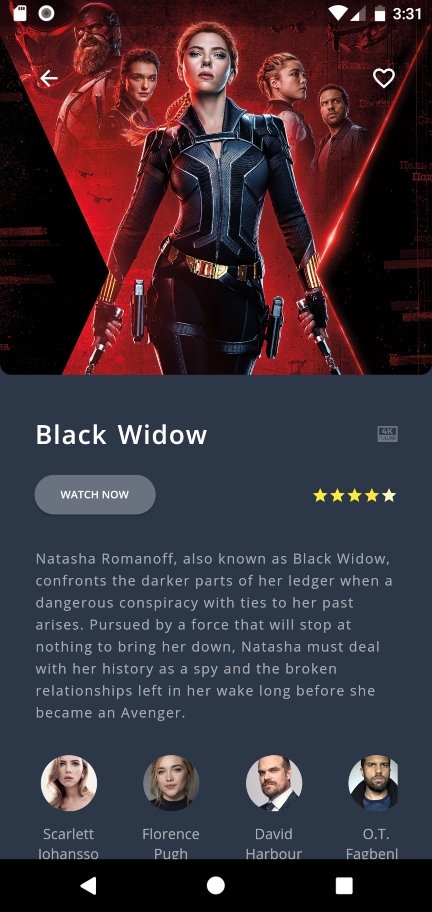 3:31
Black Widow
4K
WATCH NOW
Natasha Romanoff, also known as Black Widow,
confronts the darker parts of her ledger when a
dangerous conspiracy with ties to her past
arises. Pursued by a force that will stop at
nothing to bring her down, Natasha must deal
with her history as a spy and the broken
relationships left in her wake long before she
became an Avenger.
Scarlett
Johansso
Florence
Pugh
David
Harbour
O.T.
Fagbenl